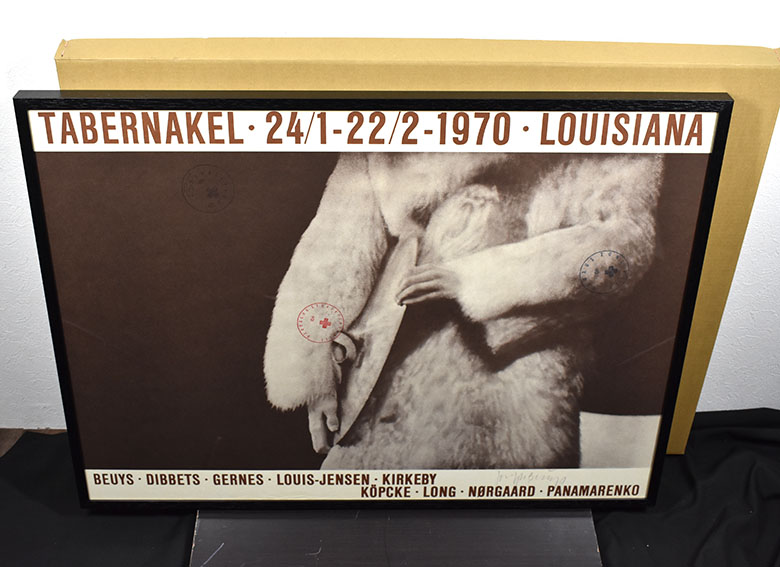 TABERNAKEL · 24/1-22/2-1970 · LOUISIANA
BEUYS · DIBBETS · GERNES · LOUIS-JENSEN · KIRKEBY
KÖPCKE · LONG · NØRGAARD · PANAMARENKO